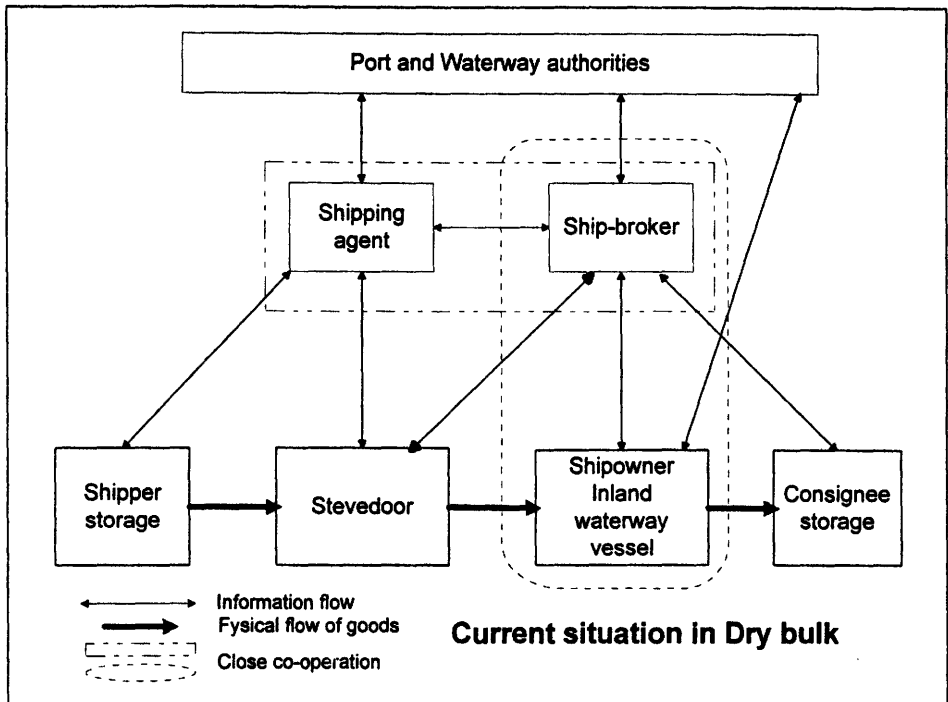 Port and Waterway authorities
Shipping
agent
Ship-broker
Shipper
storage
Stevedoor
Shipowner
Inland
waterway
vessel
Consignee
storage
Information flow
Fysical flow of goods
Close co-operation
Current situation in Dry bulk